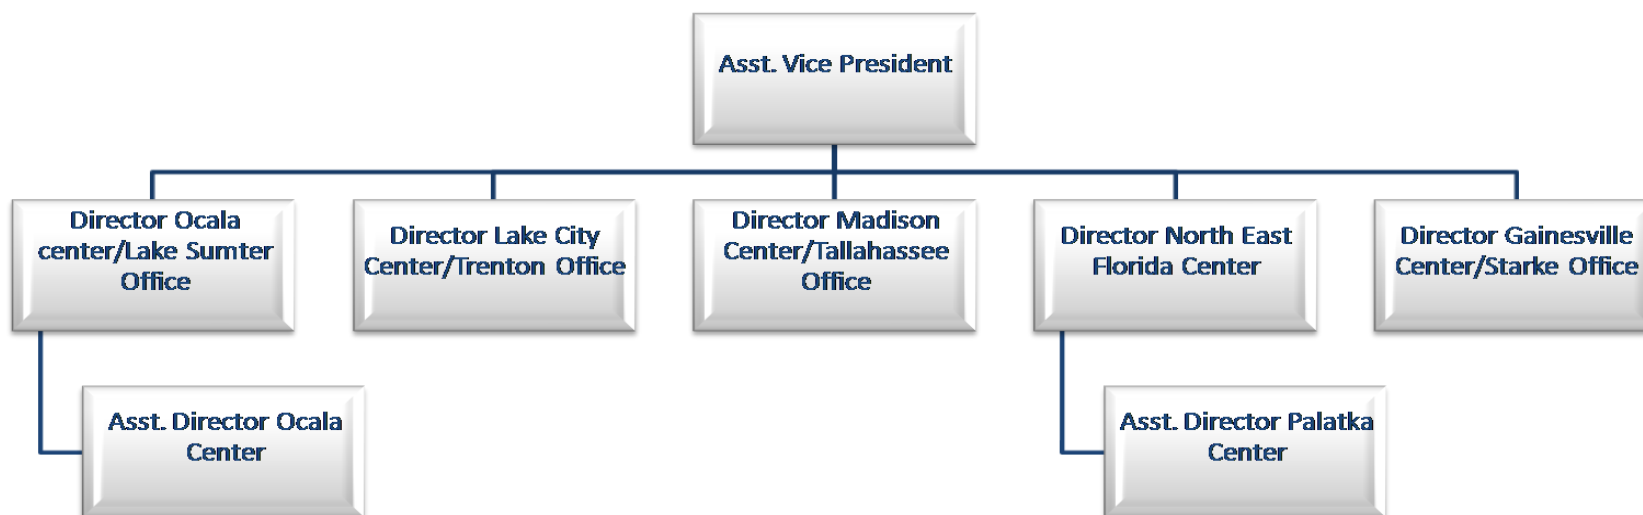 Asst. Vice President
Director Ocala
center/Lake Sumter
Office
Director Lake City
Center/Trenton Office
Director Madison
Center/Tallahassee
Office
Director North East
Florida Center
Director Gainesville
Center/Starke Office
Asst. Director Ocala
Center
Asst. Director Palatka
Center